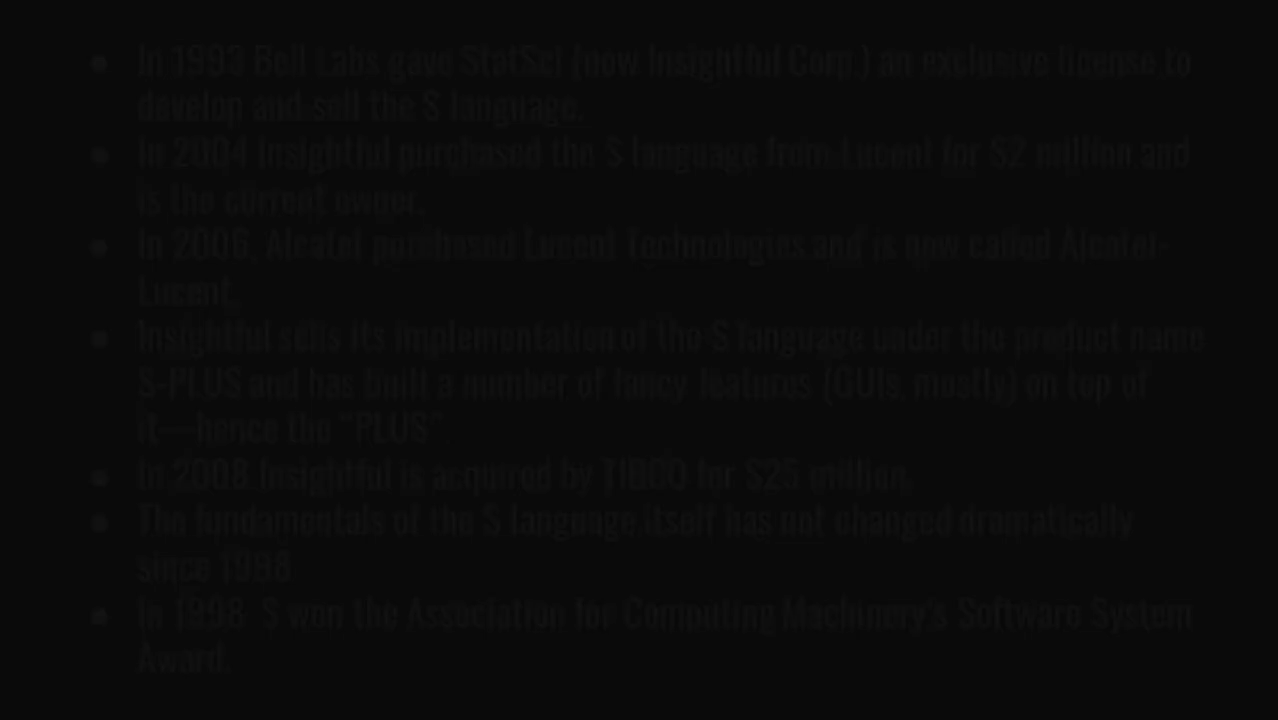 In 1993 Bell Labs gave StatSci (now Insightful Corp.) an exclusive license to
develop and sell the S language.
In 2004 Insightful purchased the S language from Lucent for $2 million and
is the current owner.
In 2006, Alcatel purchased Lucent Technologies and is now called Alcatel-
Lucent.
Insightful sells its implementation of the S language under the product name
S-PLUS and has built a number of fancy features (GUIs, mostly) on top of
it—hence the “PLUS”.
In 2008 Insightful is acquired by TIBCO for $25 million.
The fundamentals of the S language itself has not changed dramatically
since 1998.
In 1998, S won the Association for Computing Machinery’s Software System
Award.